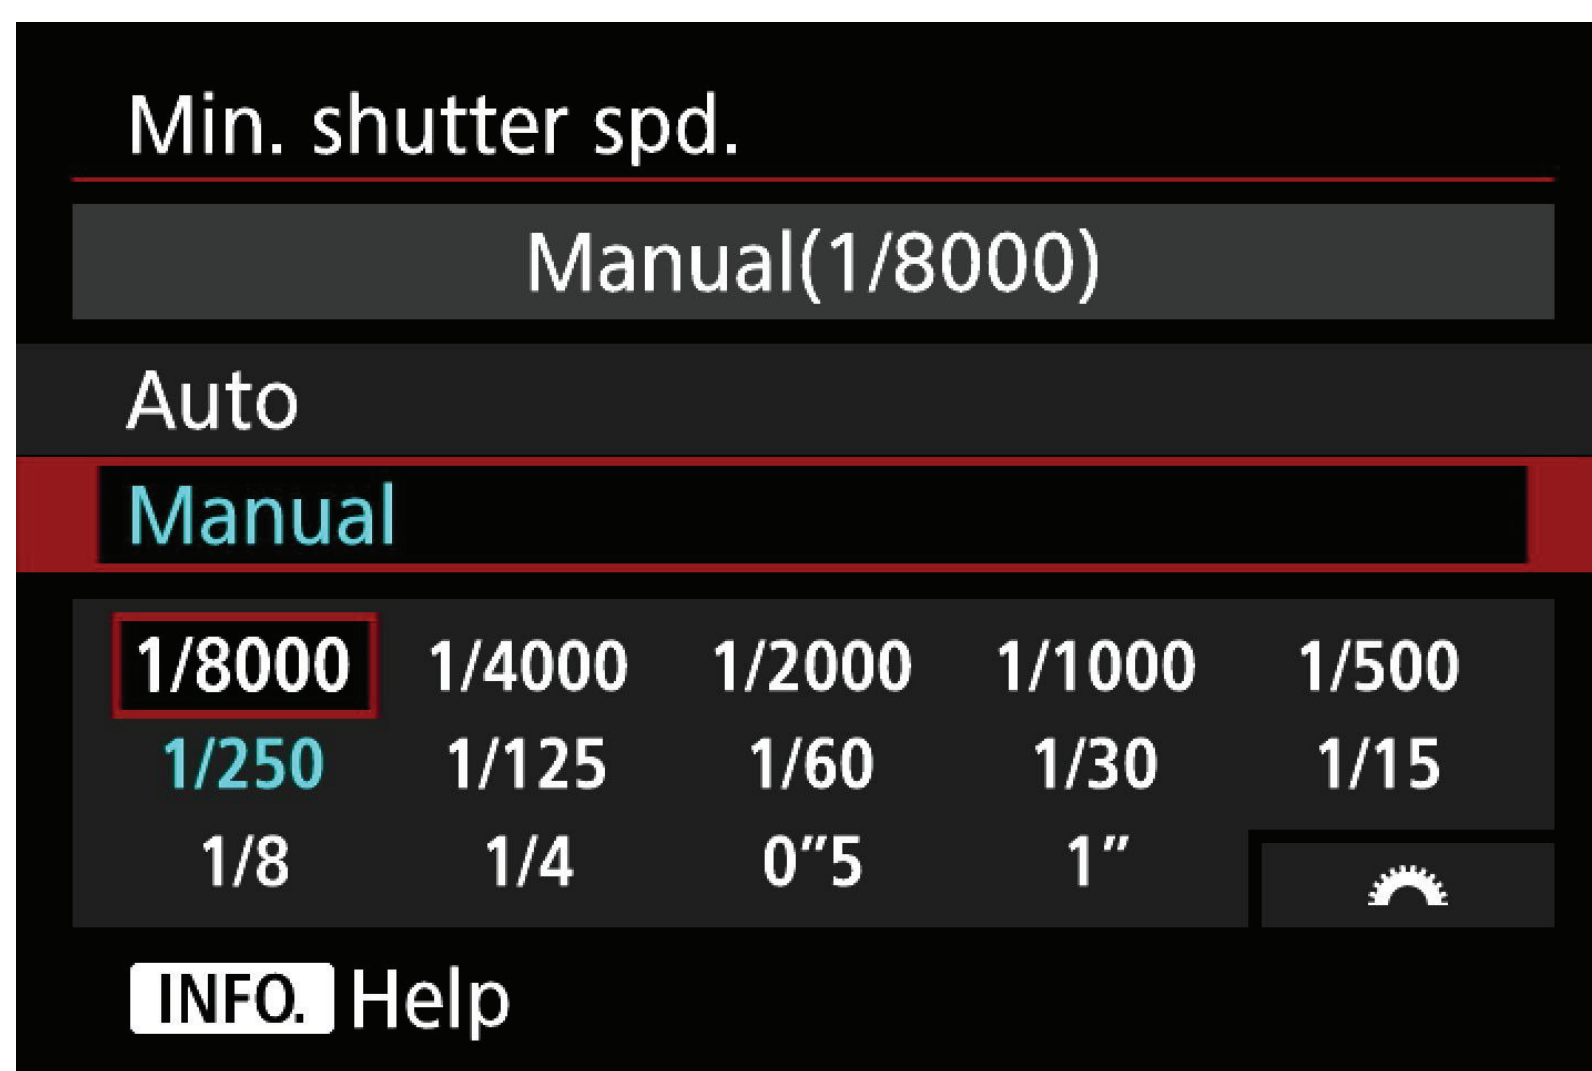 Min. shutter spd.
Manual(1/8000)
Auto
Manual
1/8000 1/4000 1/2000 1/1000 1/500
1/250 1/125 1/60 1/30 1/15
1/8 1/4 0″5 1″
INFO. Help